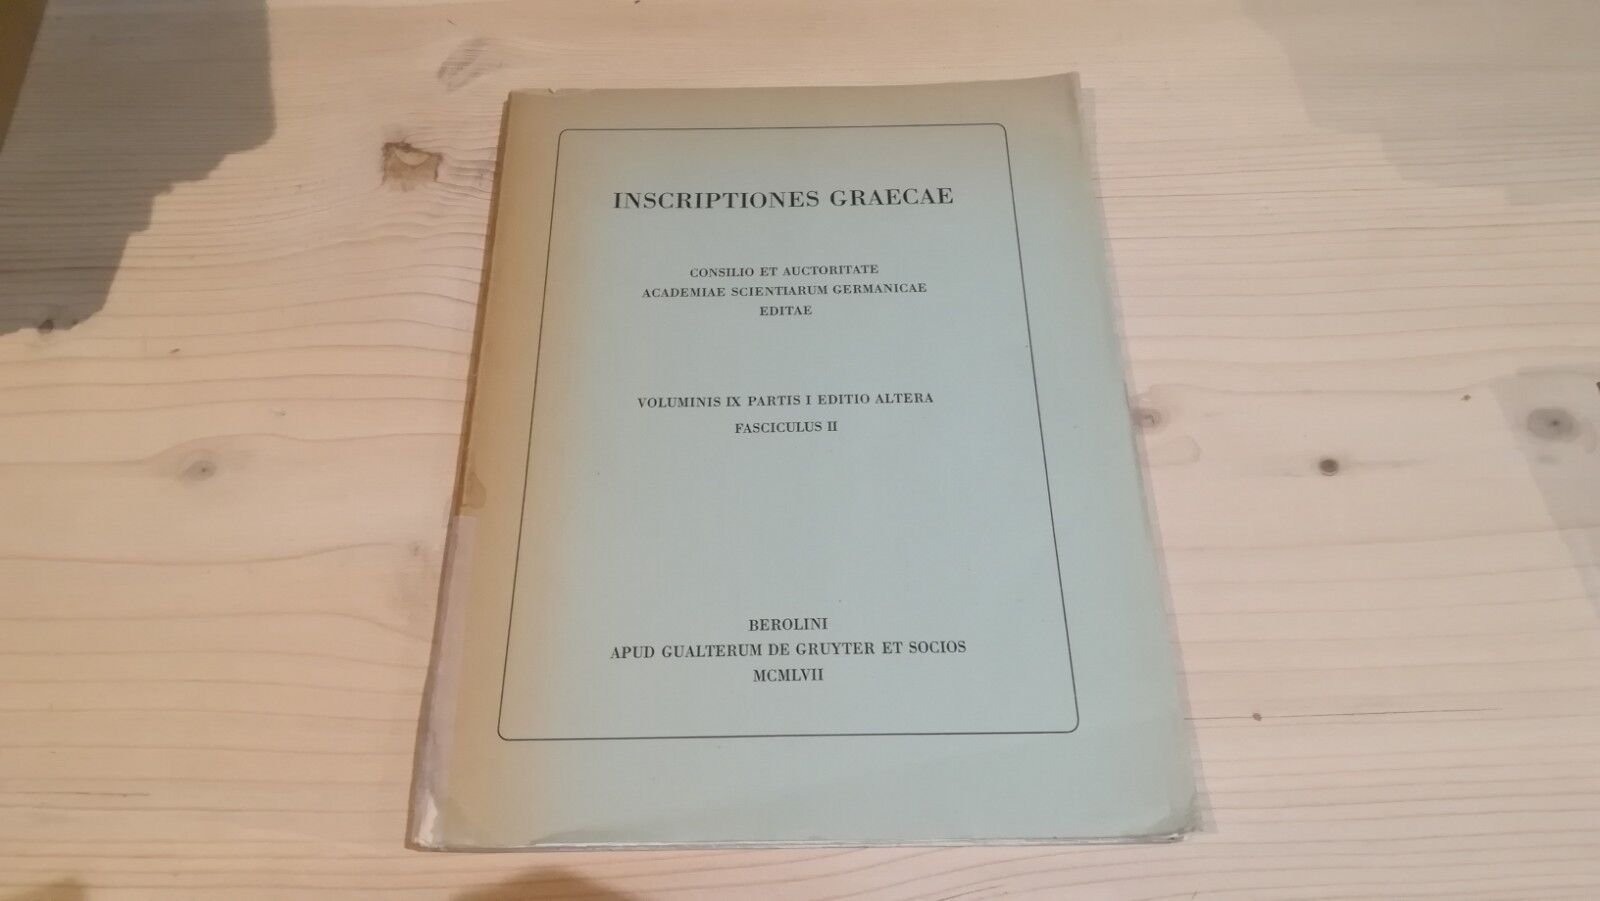 INSCRIPTIONES GRAECAE
CONSILIO ET AUCTORITATE
ACADEMIAE SCIENTIARUM GERMANICAE
EDITAE
VOLUMINIS IX PARTIS I EDITIO ALTERA
FASCICULUS II
BEROLINI
APUD GUALTERUM DE GRUYTER ET SOCIOS
MCMLVII